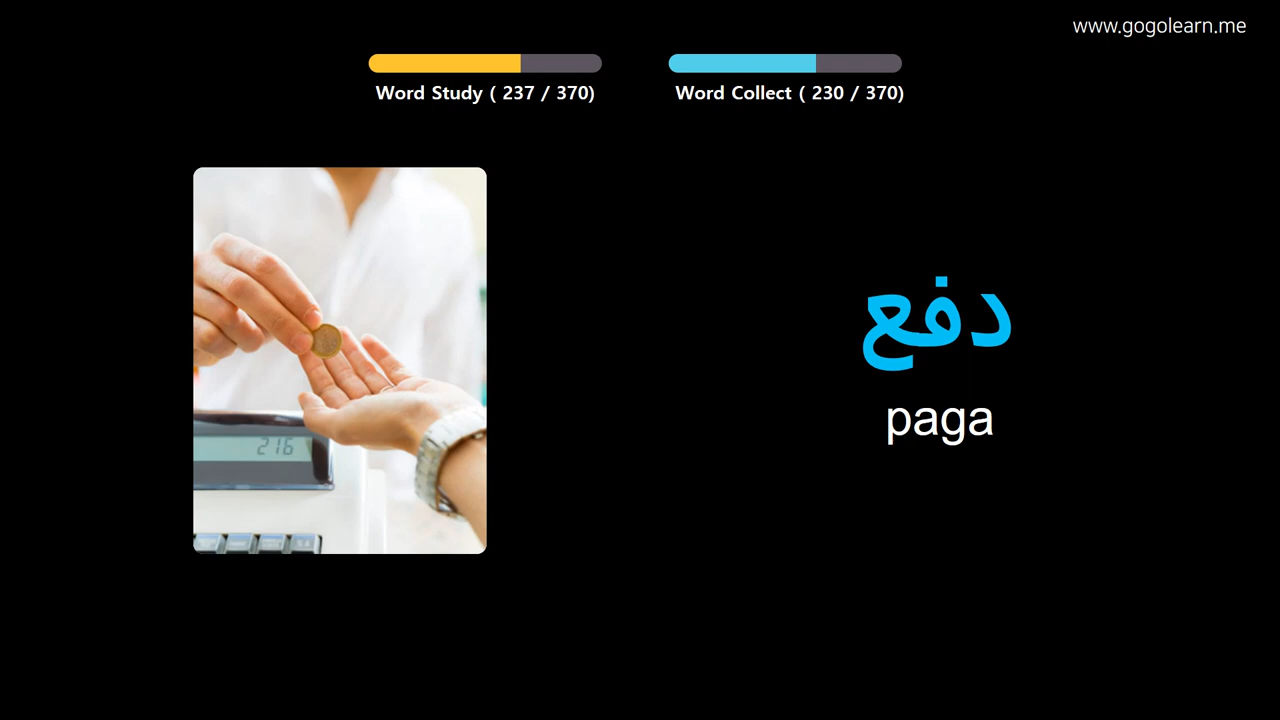 www.gogolearn.me
Word Study ( 237 / 370)
Word Collect ( 230 / 370)
216
دفع
paga